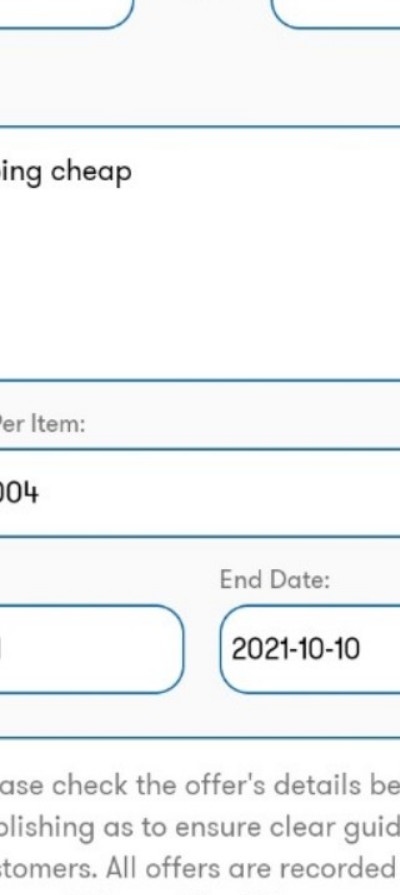 ing cheap
Per Item:
004
End Date:
2021-10-10
ase check the offer's details be
olishing as to ensure clear guid
stomers. All offers are recorded